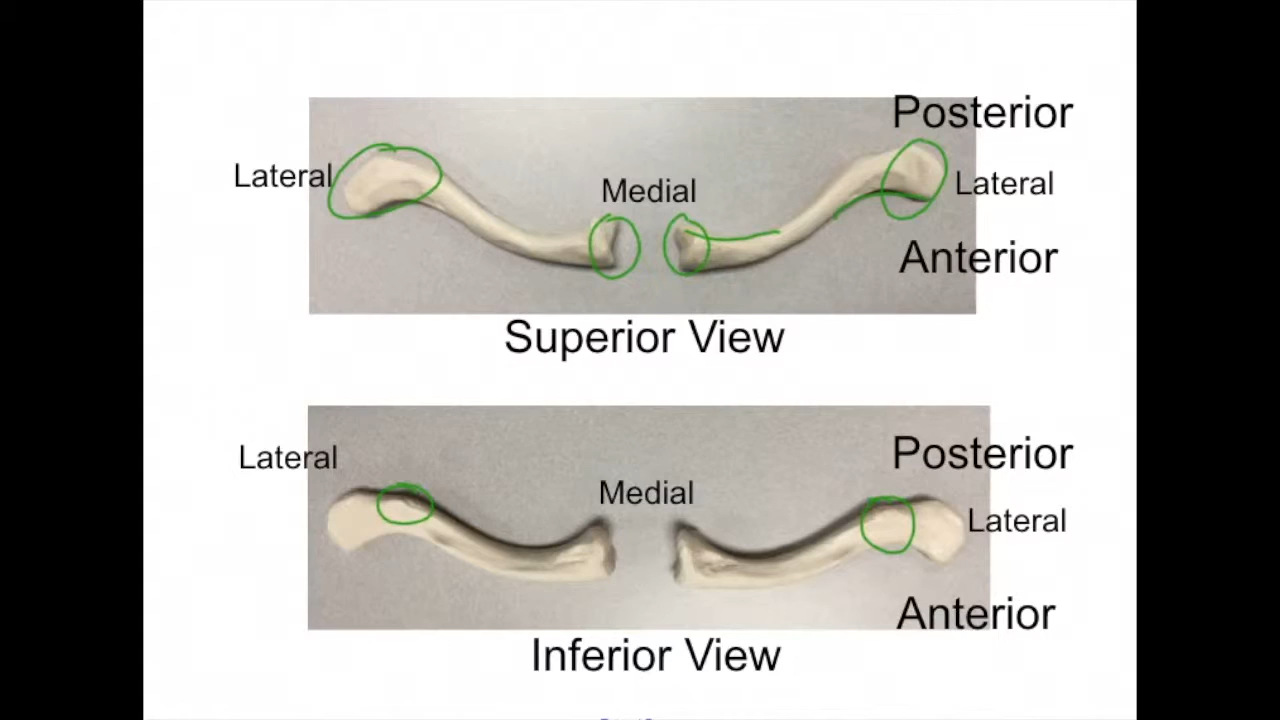 Posterior
Lateral
Medial
Lateral
Anterior
Superior View
Posterior
Lateral
Medial
Lateral
Anterior
Inferior View